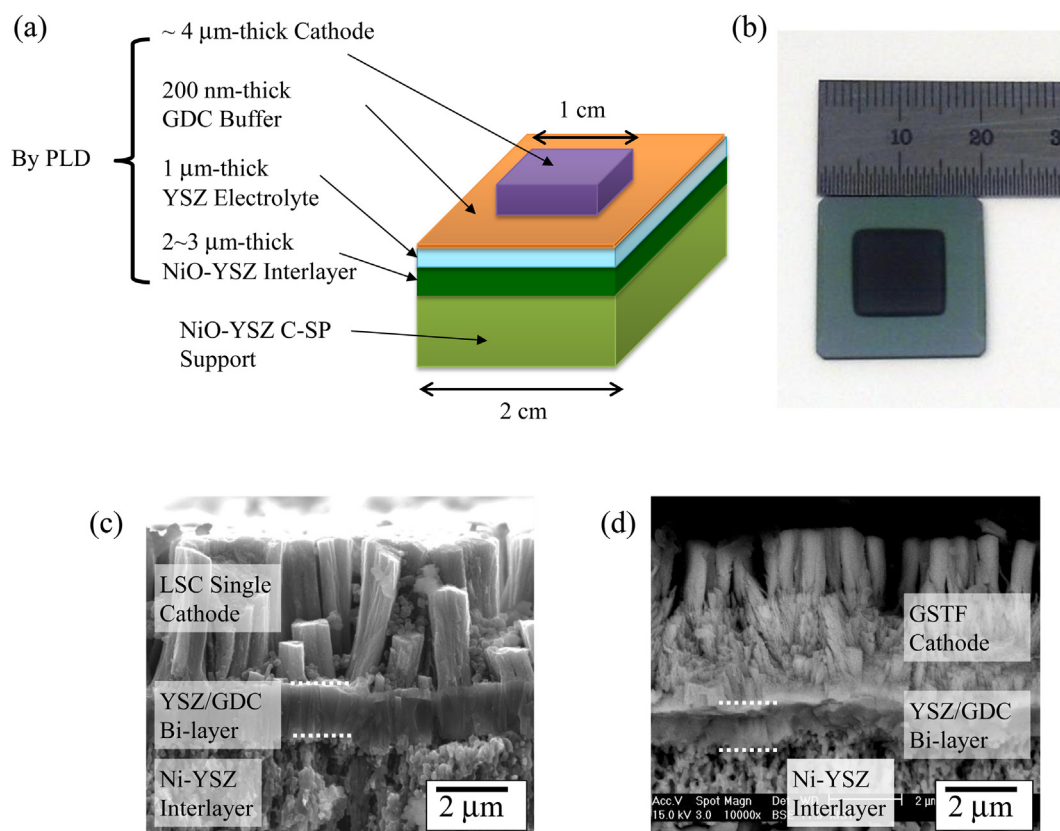 (a)
~ 4 μm-thick Cathode
200 nm-thick
GDC Buffer
By PLD
1 μm-thick
YSZ Electrolyte
2~3 μm-thick
NiO-YSZ Interlayer
NiO-YSZ C-SP
Support
1 cm
2 cm
(b)
10 20 3
(c)
LSC Single
Cathode
YSZ/GDC
Bi-layer
Ni-YSZ
Interlayer
2 μm
(d)
GSTF
Cathode
YSZ/GDC
Bi-layer
Ni-YSZ
Interlayer
Acc.V Spot Magn
15.0 kV 3.0 10000x
2 μm